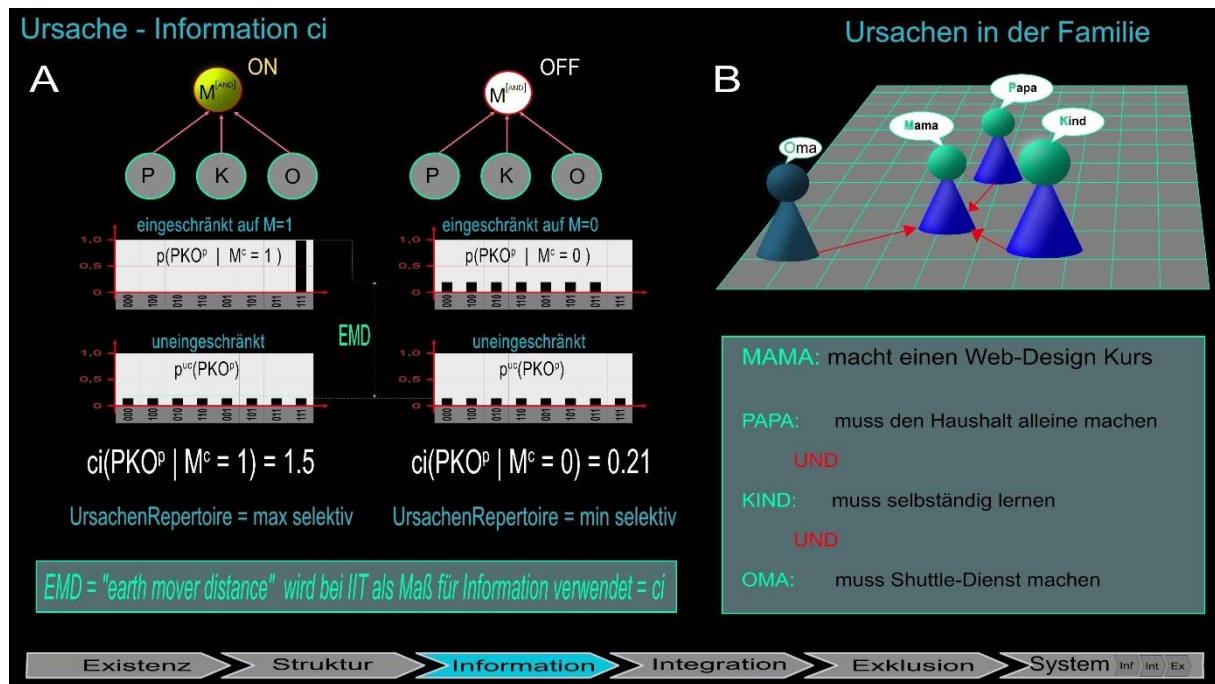 Ursache - Information ci
Ursachen in der Familie
A
ON
M[AND]
P K O
eingeschränkt auf M=1
1,0
0,5
0
p(PKOᵖ | Mᶜ = 1 )
000 100 010 110 001 101 011 111
uneingeschränkt
1,0
0,5
0
pᵘᶜ(PKOᵖ)
000 100 010 110 001 101 011 111
ci(PKOᵖ | Mᶜ = 1) = 1.5
UrsachenRepertoire = max selektiv
EMD
OFF
M[AND]
P K O
eingeschränkt auf M=0
1,0
0,5
0
p(PKOᵖ | Mᶜ = 0 )
000 100 010 110 001 101 011 111
uneingeschränkt
1,0
0,5
0
pᵘᶜ(PKOᵖ)
000 100 010 110 001 101 011 111
ci(PKOᵖ | Mᶜ = 0) = 0.21
UrsachenRepertoire = min selektiv
EMD = "earth mover distance" wird bei IIT als Maß für Information verwendet = ci
B
Papa
Mama
Kind
Oma
MAMA: macht einen Web-Design Kurs
PAPA: muss den Haushalt alleine machen
UND
KIND: muss selbständig lernen
UND
OMA: muss Shuttle-Dienst machen
Existenz Struktur Information Integration Exklusion System Inf Int Ex